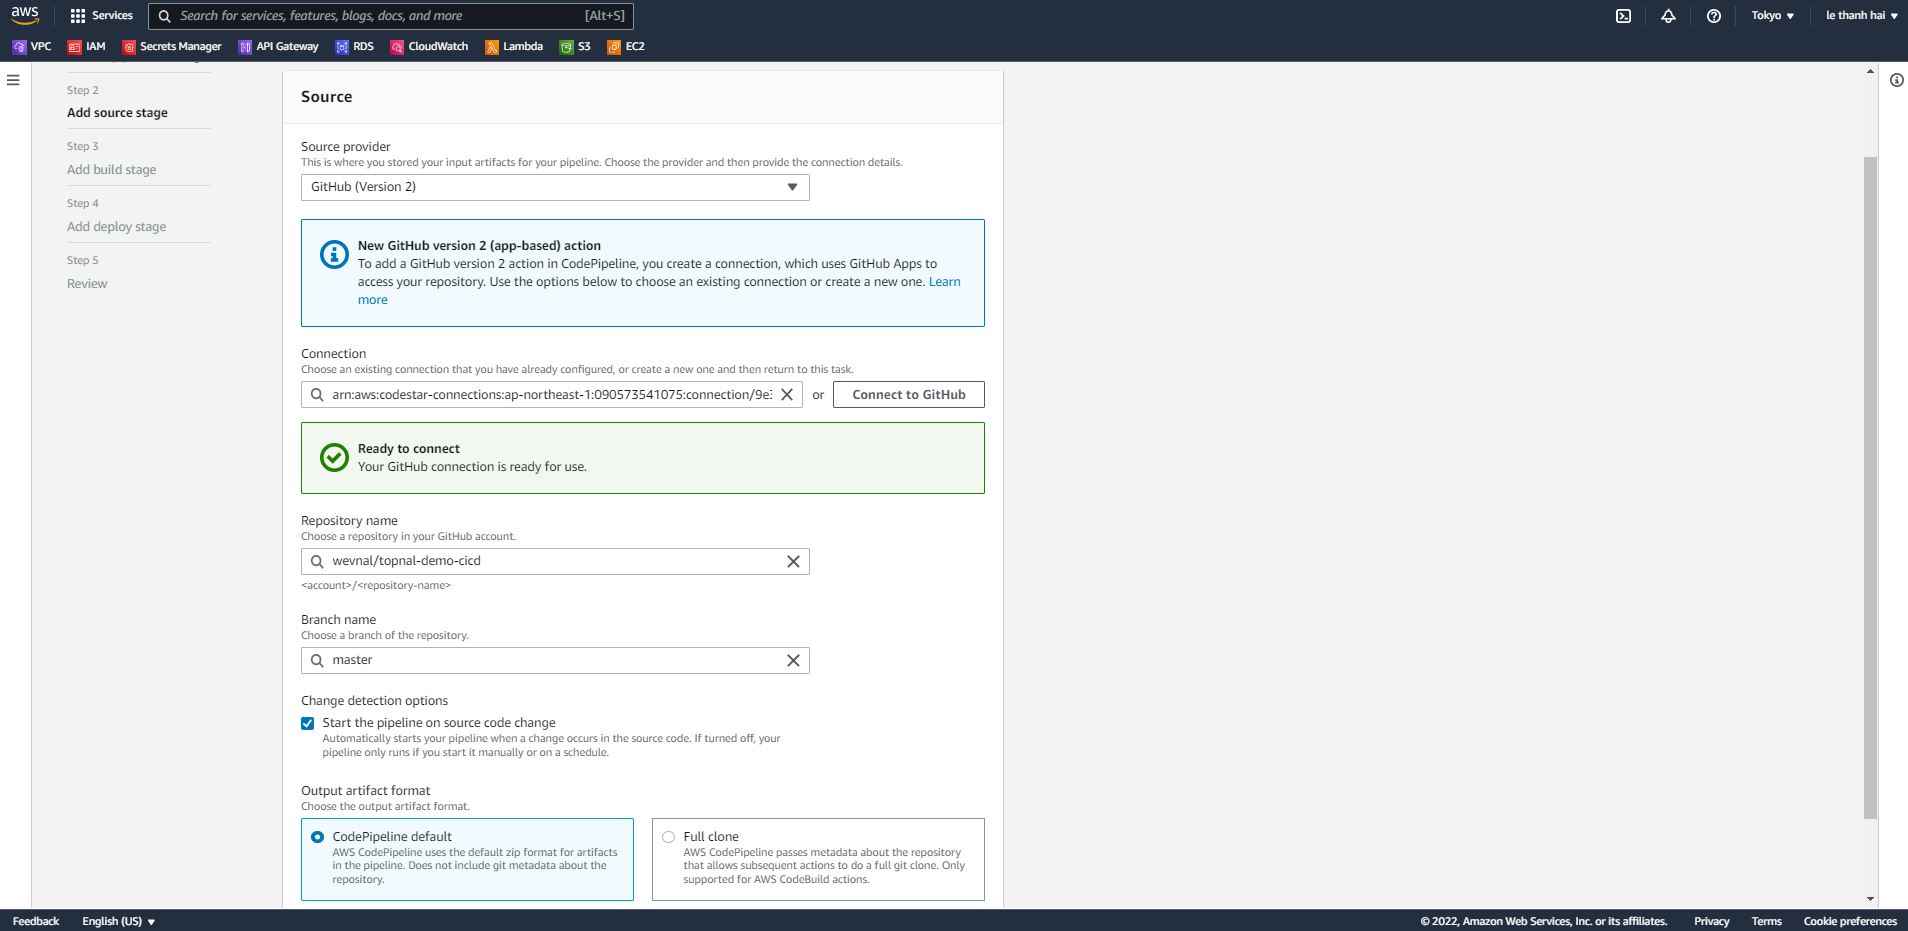 aws
Services
Search for services, features, blogs, docs, and more
[Alt+S]
Tokyo
le thanh hai
VPC
IAM
Secrets Manager
API Gateway
RDS
CloudWatch
Lambda
S3
EC2
Step 2
Add source stage
Step 3
Add build stage
Step 4
Add deploy stage
Step 5
Review
Source
Source provider
This is where you stored your input artifacts for your pipeline. Choose the provider and then provide the connection details.
GitHub (Version 2)
New GitHub version 2 (app-based) action
To add a GitHub version 2 action in CodePipeline, you create a connection, which uses GitHub Apps to
access your repository. Use the options below to choose an existing connection or create a new one. Learn
more
Connection
Choose an existing connection that you have already configured, or create a new one and then return to this task.
arn:aws:codestar-connections:ap-northeast-1:090573541075:connection/9e
or
Connect to GitHub
Ready to connect
Your GitHub connection is ready for use.
Repository name
Choose a repository in your GitHub account.
wevnal/topnal-demo-cicd
<account>/<repository-name>
Branch name
Choose a branch of the repository.
master
Change detection options
Start the pipeline on source code change
Automatically starts your pipeline when a change occurs in the source code. If turned off, your
pipeline only runs if you start it manually or on a schedule.
Output artifact format
Choose the output artifact format.
CodePipeline default
AWS CodePipeline uses the default zip format for artifacts
in the pipeline. Does not include git metadata about the
repository.
Full clone
AWS CodePipeline passes metadata about the repository
that allows subsequent actions to do a full git clone. Only
supported for AWS CodeBuild actions.
Feedback
English (US)
© 2022, Amazon Web Services, Inc. or its affiliates.
Privacy
Terms
Cookie preferences